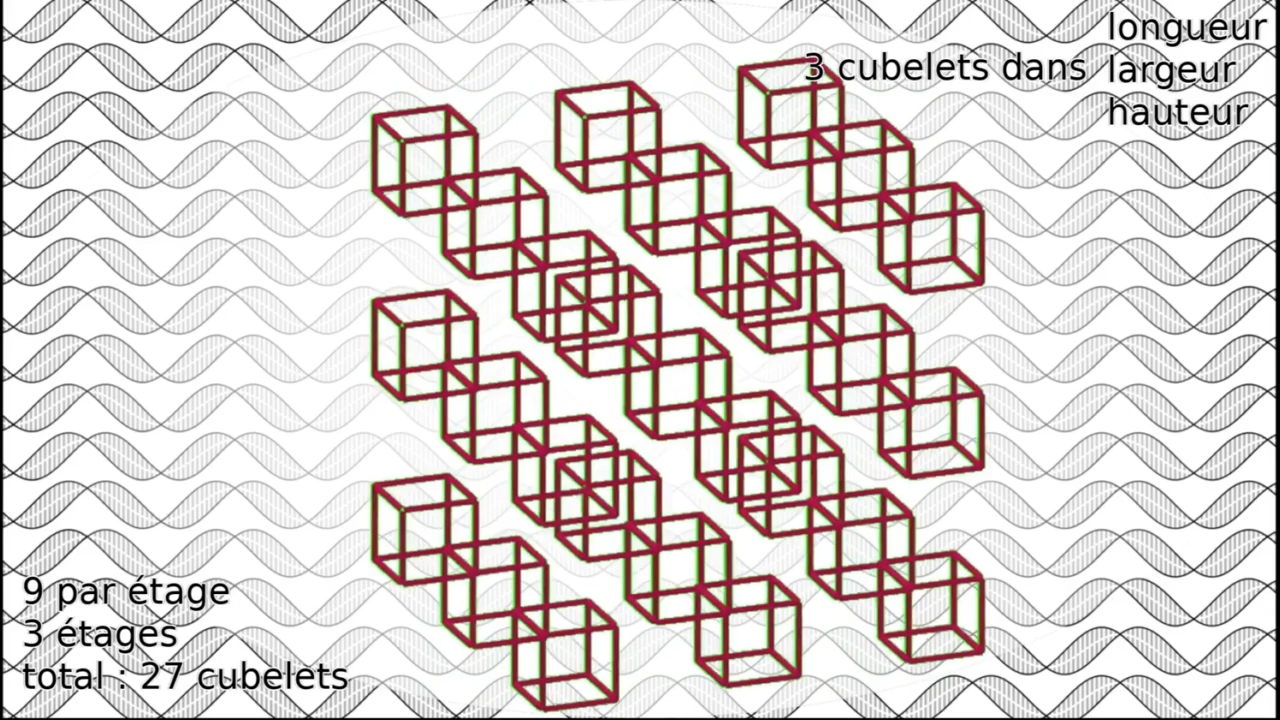 longueur
3 cubelets dans largeur
hauteur
9 par étage
3 étages
total : 27 cubelets